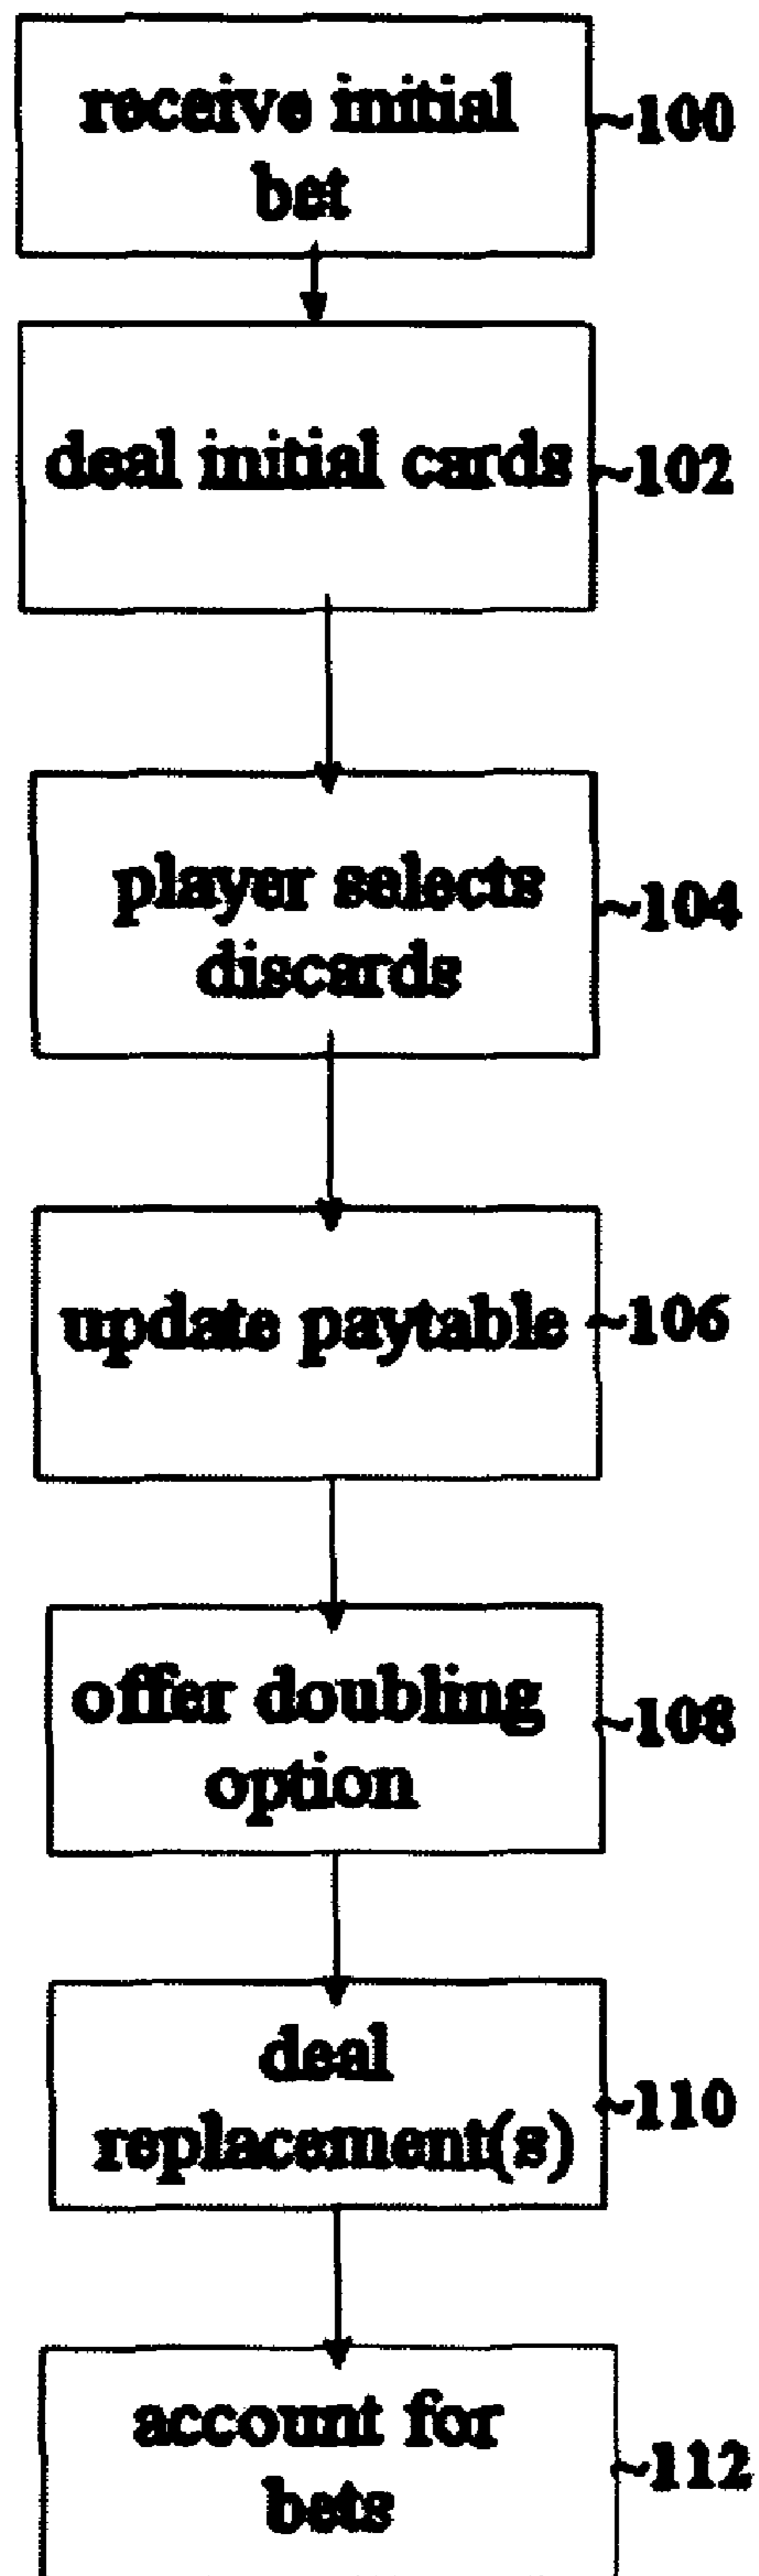 receive initial
bet
~100
deal initial cards
~102
player selects
discards
~104
update paytable
~106
offer doubling
option
~108
deal
replacement(s)
~110
account for
bets
~112